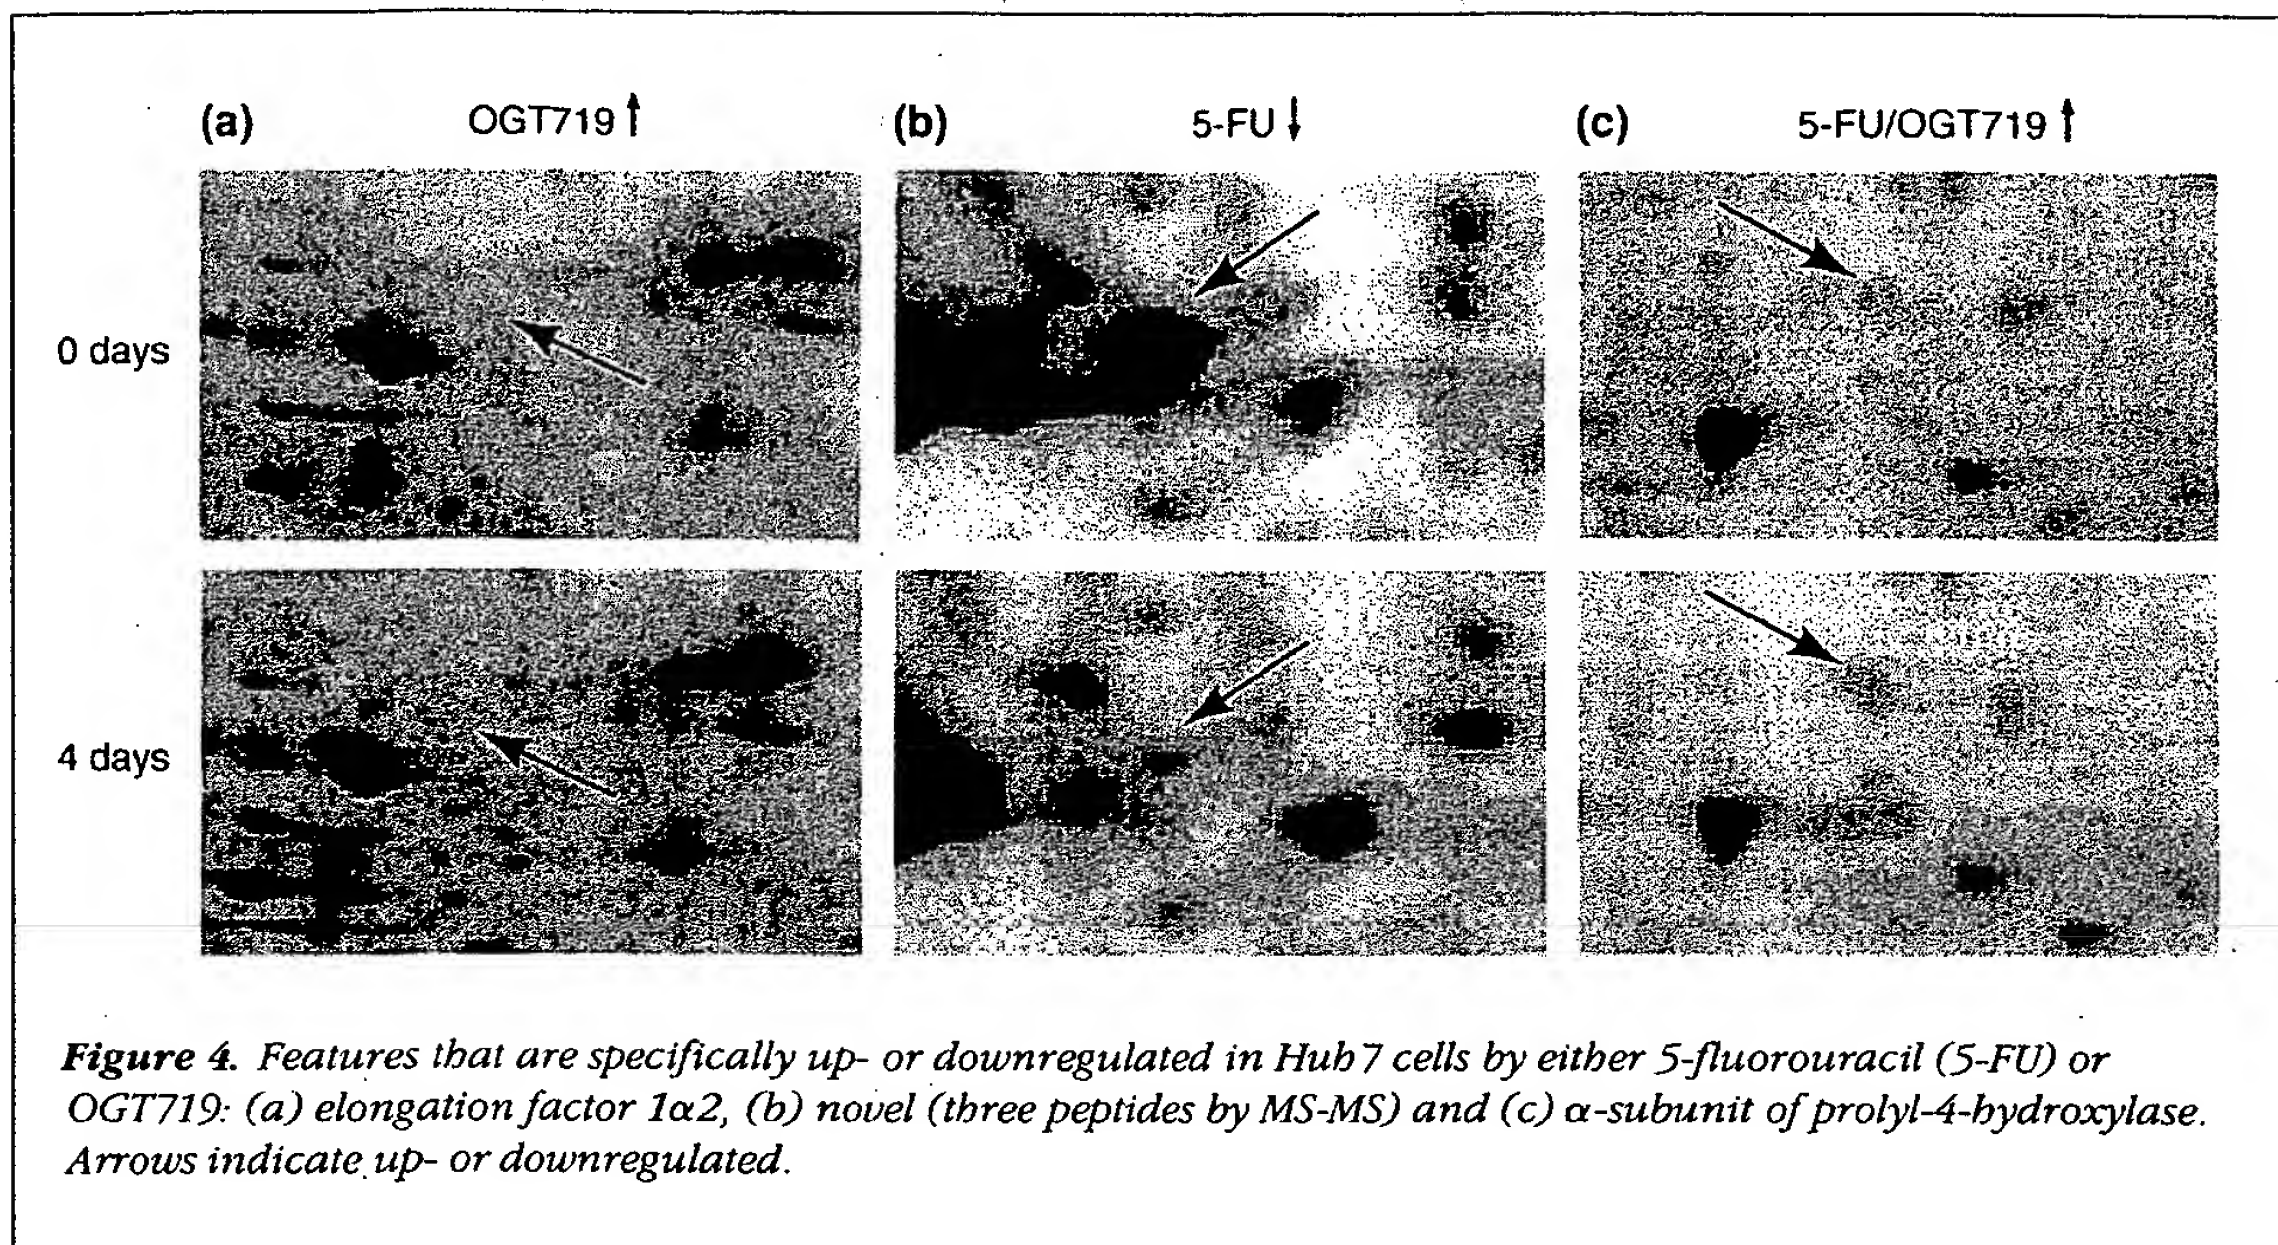 (a) OGT719 ↑ (b) 5-FU ↓ (c) 5-FU/OGT719 ↑
0 days
4 days
Figure 4. Features that are specifically up- or downregulated in Huh7 cells by either 5-fluorouracil (5-FU) or
OGT719: (a) elongation factor 1α2, (b) novel (three peptides by MS-MS) and (c) α-subunit of prolyl-4-hydroxylase.
Arrows indicate up- or downregulated.